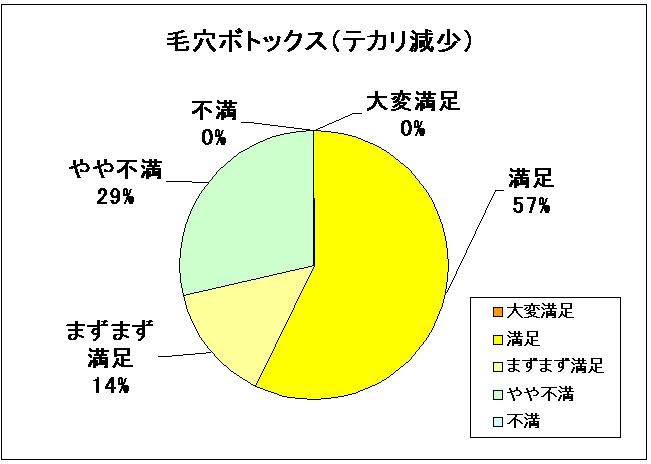 毛穴ボトックス（テカリ減少）
不満
0%
大変満足
0%
やや不満
29%
満足
57%
まずまず
満足
14%
大変満足
満足
まずまず満足
やや不満
不満